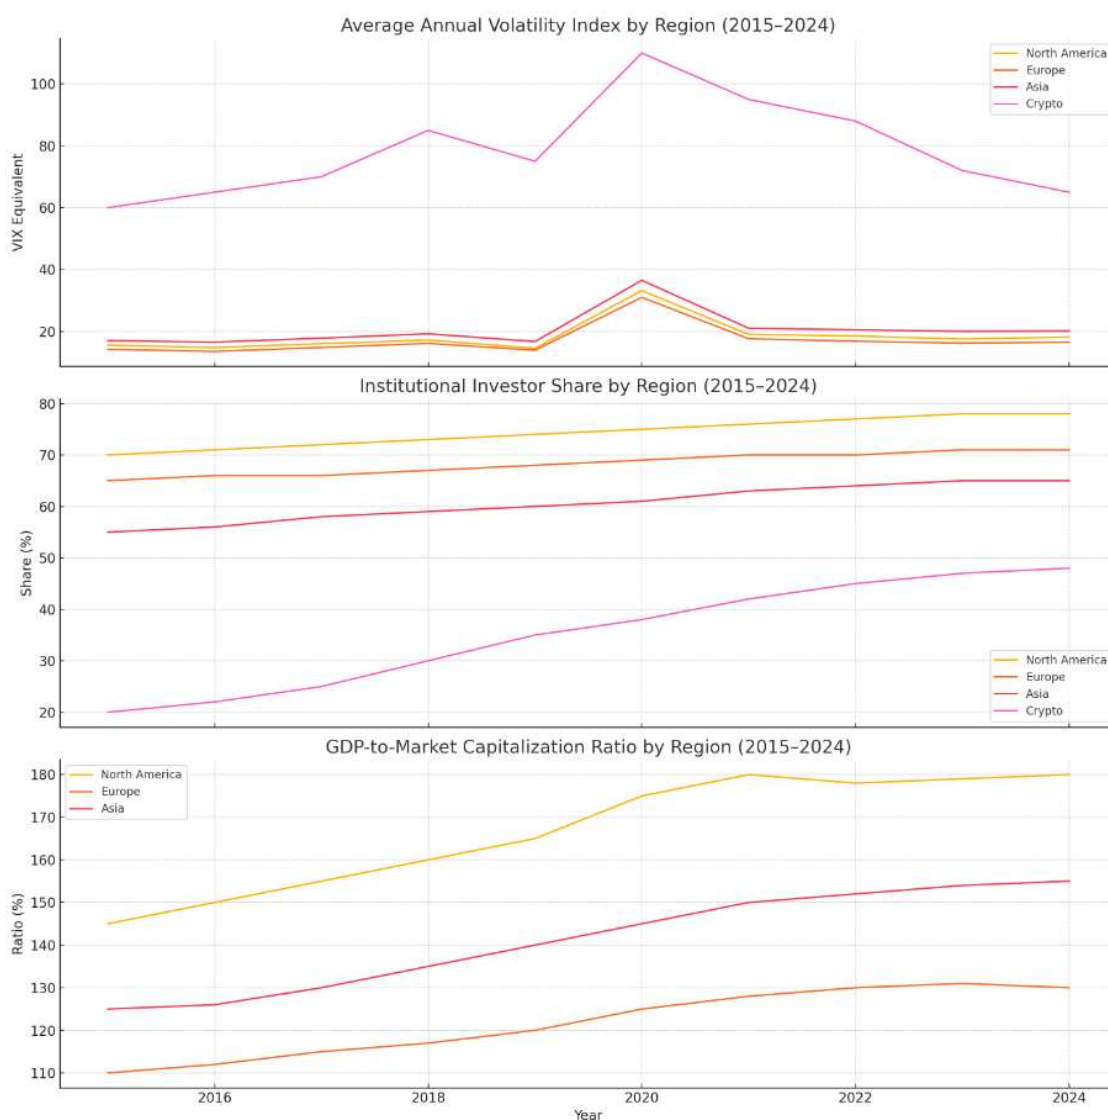 Average Annual Volatility Index by Region (2015–2024)
North America
Europe
Asia
Crypto
100
80
60
40
20
VIX Equivalent
Institutional Investor Share by Region (2015–2024)
80
70
60
50
40
30
20
Share (%)
North America
Europe
Asia
Crypto
GDP-to-Market Capitalization Ratio by Region (2015–2024)
North America
Europe
Asia
180
170
160
150
140
130
120
110
Ratio (%)
2016 2018 2020 2022 2024
Year